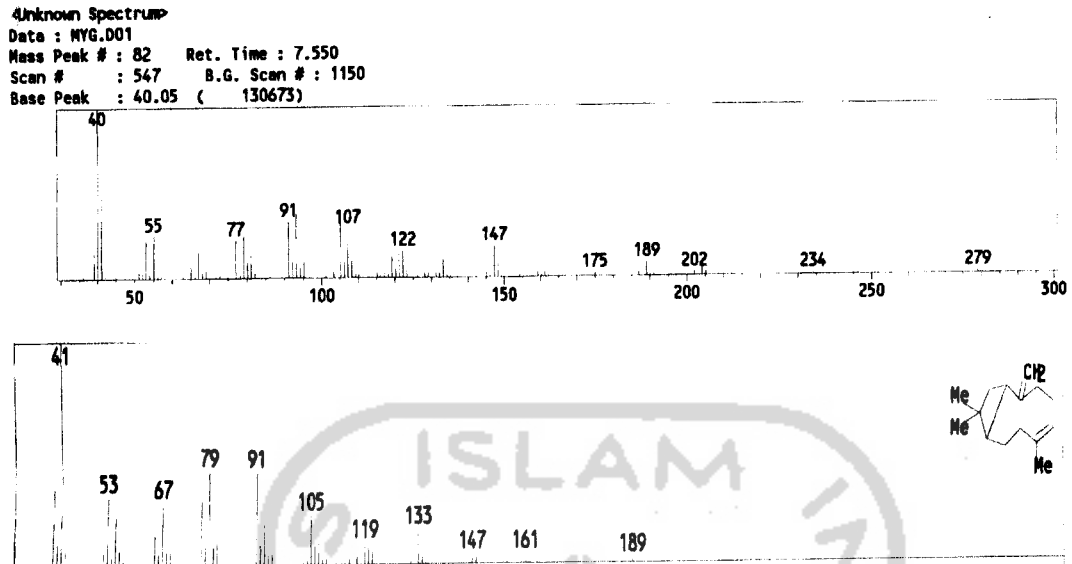 <Unknown Spectrum>
Data : MYG.D01
Mass Peak # : 82 Ret. Time : 7.550
Scan # : 547 B.G. Scan # : 1150
Base Peak : 40.05 ( 130673)
40
55
77
91
107
122
147
175
189
202
234
279
50 100 150 200 250 300
41
53
67
79
91
105
119
133
147
161
189
CH2
Me
Me
Me
ISLAM